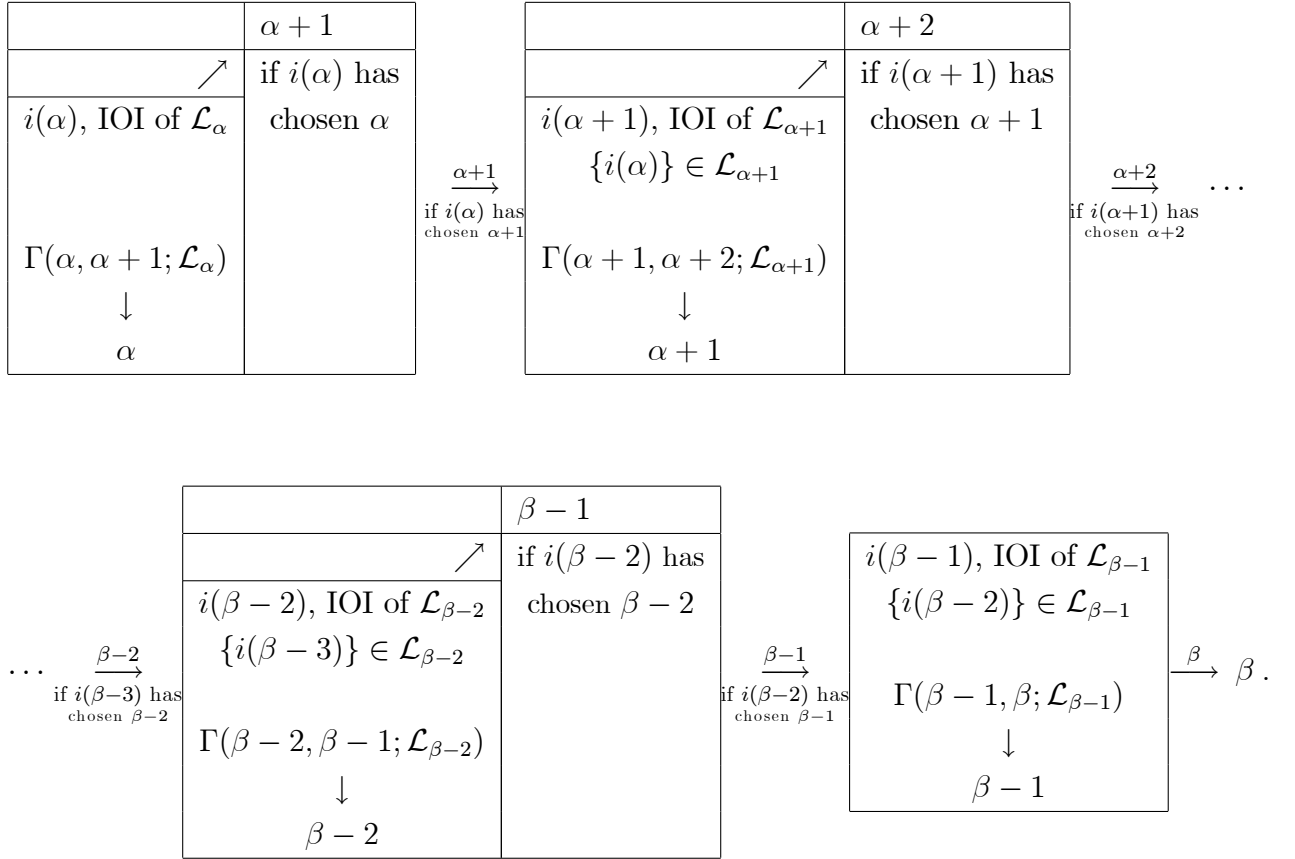 α + 1
↗ if i(α) has
i(α), IOI of 𝓛_α chosen α
Γ(α, α + 1; 𝓛_α)
↓
α
α+1
⟶
if i(α) has
chosen α+1
α + 2
↗ if i(α + 1) has
i(α + 1), IOI of 𝓛_{α+1} chosen α + 1
{i(α)} ∈ 𝓛_{α+1}
Γ(α + 1, α + 2; 𝓛_{α+1})
↓
α + 1
α+2
⟶ ⋯
if i(α+1) has
chosen α+2
β−2
⋯ ⟶
if i(β−3) has
chosen β−2
β − 1
↗ if i(β − 2) has
i(β − 2), IOI of 𝓛_{β−2} chosen β − 2
{i(β − 3)} ∈ 𝓛_{β−2}
Γ(β − 2, β − 1; 𝓛_{β−2})
↓
β − 2
β−1
⟶
if i(β−2) has
chosen β−1
i(β − 1), IOI of 𝓛_{β−1}
{i(β − 2)} ∈ 𝓛_{β−1}
Γ(β − 1, β; 𝓛_{β−1})
↓
β − 1
β
⟶ β .